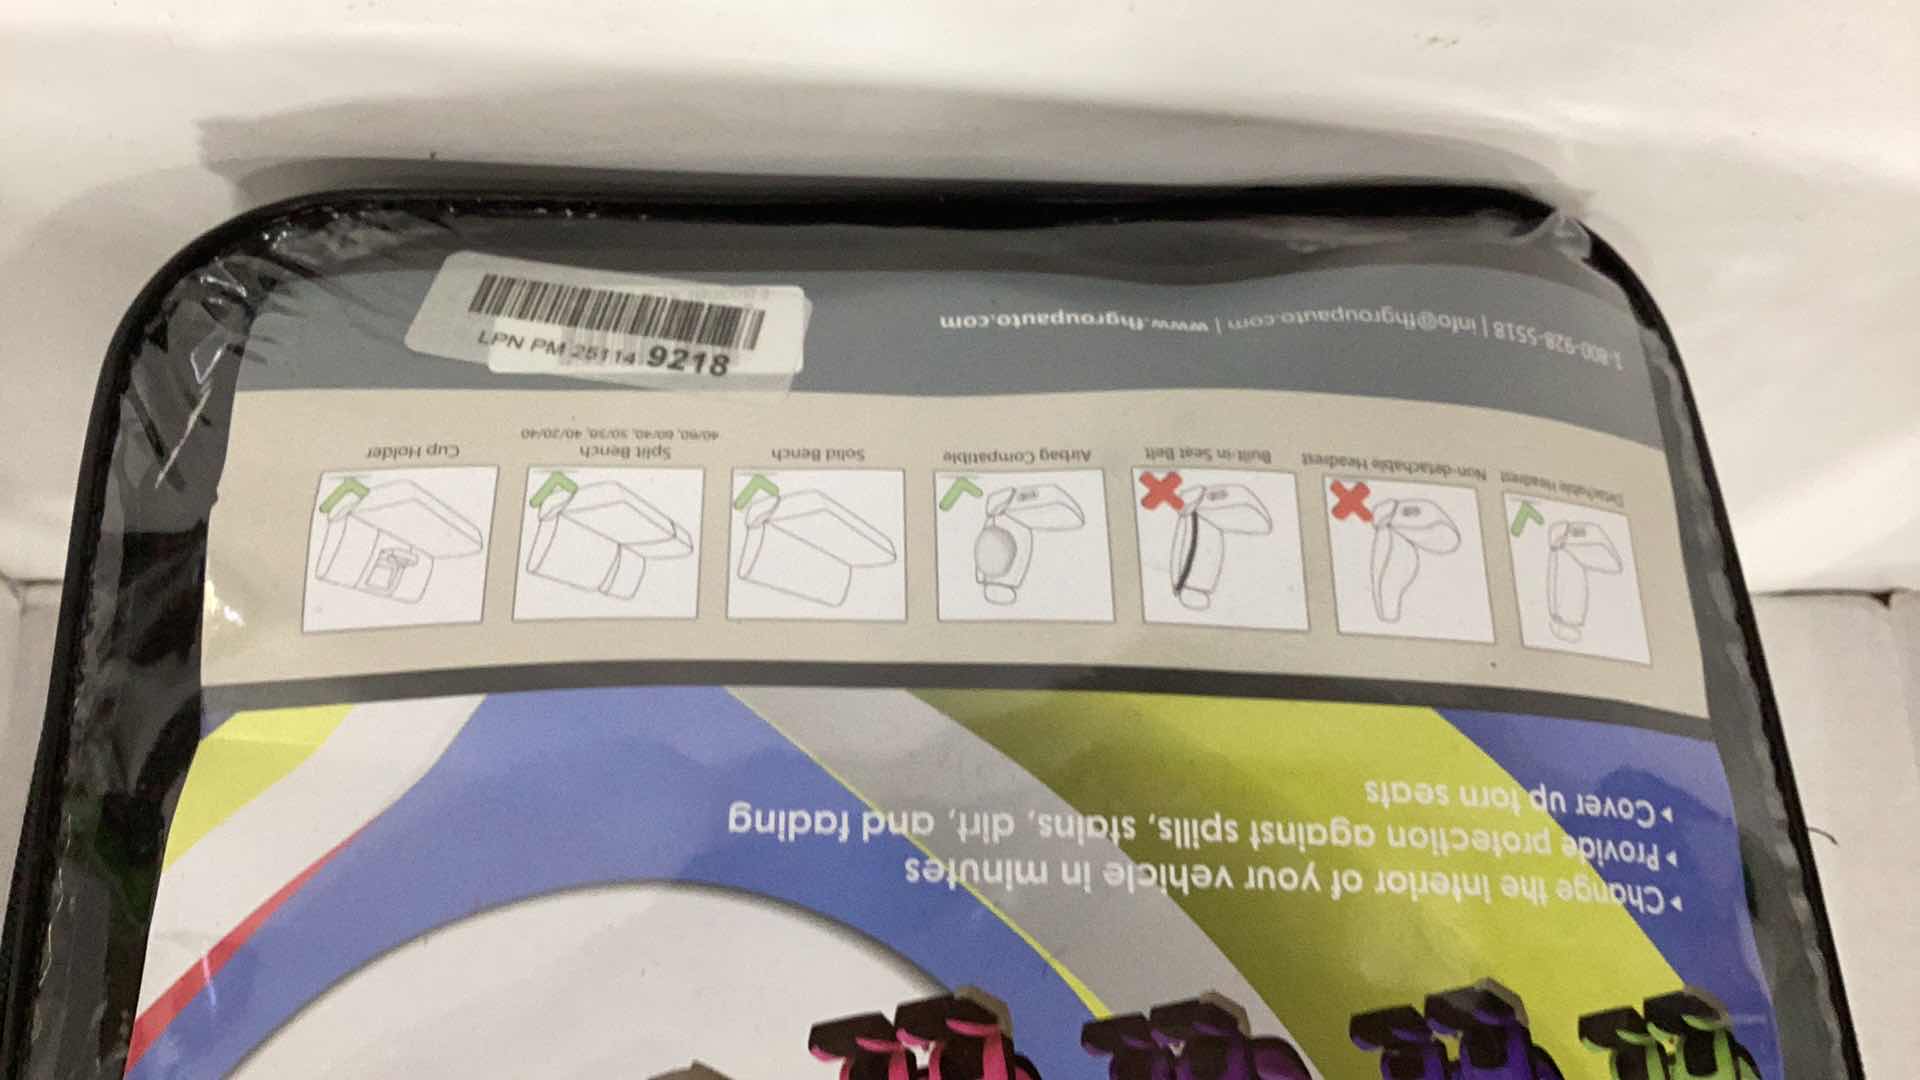 ▸ Change the interior of your vehicle in minutes
▸ Provide protection against spills, stains, dirt, and fading
▸ Cover up torn seats
Detachable Headrest
Non-detachable Headrest
Built-in Seat Belt
Airbag Compatible
Solid Bench
Split Bench
40/60, 60/40, 50/50, 40/20/40
Cup Holder
1-800-928-5518 | info@fhgroupauto.com | www.fhgroupauto.com
LPN PM 25114 9218